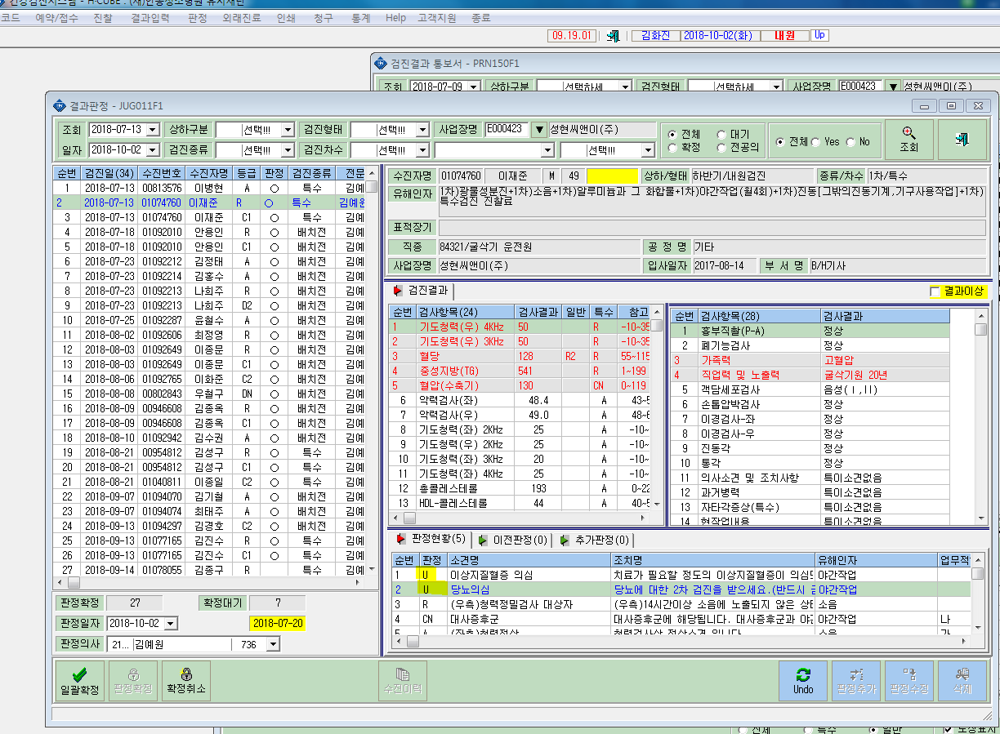 건강검진시스템 - H-CUBE : (재)안동성소병원 유지재단
코드 예약/접수 진찰 결과입력 판정 외래진료 인쇄 청구 통계 Help 고객지원 종료
09.19.01 김화진 2018-10-02(화) 내원 Up
검진결과 통보서 - PRN150F1
조회 2018-07-09 상하구분 선택하세 검진형태 선택하세 사업장명 E000423 ▼ 성현씨앤이(주)
결과판정 - JUG011F1
조회 2018-07-13 상하구분 선택!!! 검진형태 선택!!! 사업장명 E000423 ▼ 성현씨앤이(주) 전체 대기 확정 전공의 전체 Yes No 조회
일자 2018-10-02 검진종류 선택!!! 검진차수 선택!!! 선택!!!
순번 검진일(34) 수진번호 수진자명 등급 판정 검진종류 전문
1 2018-07-13 00813576 이병현 A ○ 특수 김예
2 2018-07-13 01074760 이재준 R ○ 특수 김예원
3 2018-07-13 01074760 이재준 C1 ○ 특수 김예
4 2018-07-18 01092010 안용인 R ○ 배치전 김예
5 2018-07-18 01092010 안용인 C1 ○ 배치전 김예
6 2018-07-23 01092212 김정태 A ○ 배치전 김예
7 2018-07-23 01092214 김홍수 A ○ 배치전 김예
8 2018-07-23 01092213 나희주 R ○ 배치전 김예
9 2018-07-23 01092213 나희주 D2 ○ 배치전 김예
10 2018-07-25 01092287 윤철수 A ○ 배치전 김예
11 2018-08-02 01092606 최정영 R ○ 배치전 김예
12 2018-08-03 01092649 이종문 R ○ 배치전 김예
13 2018-08-03 01092649 이종문 C1 ○ 배치전 김예
14 2018-08-06 01092765 이화준 C2 ○ 배치전 김예
15 2018-08-08 00802843 우철구 DN ○ 배치전 김예
16 2018-08-09 00946608 김종옥 R ○ 배치전 김예
17 2018-08-09 00946608 김종옥 C1 ○ 배치전 김예
18 2018-08-10 01092942 김수권 A ○ 배치전 김예
19 2018-08-21 00954812 김성구 R ○ 특수 김예
20 2018-08-21 00954812 김성구 C1 ○ 특수 김예
21 2018-08-21 01040811 이종일 C2 ○ 특수 김예
22 2018-09-07 01094070 김기철 A ○ 배치전 김예
23 2018-09-07 01094074 최태주 A ○ 배치전 김예
24 2018-09-13 01094297 김경호 C2 ○ 배치전 김예
25 2018-09-13 01077165 김진수 R ○ 특수 김예
26 2018-09-13 01077165 김진수 C1 ○ 특수 김예
27 2018-09-14 01078055 김종구 R 특수 김예
판정확정 27 확정대기 7
판정일자 2018-10-02 2018-07-20
판정의사 21... 김예원 736
수진자명 01074760 이재준 M 49 상하/형태 하반기/내원검진 종류/차수 1차/특수
유해인자 1차)광물성분진+1차)소음+1차)알루미늄과 그 화합물+1차)야간작업(월4회)+1차)진동[그밖의진동기계,기구사용작업]+1차)
특수검진 진찰료
표적장기
직종 84321/굴삭기 운전원 공 정 명 기타
사업장명 성현씨앤이(주) 입사일자 2017-08-14 부 서 명 B/H기사
검진결과 결과이상
순번 검사항목(24) 검사결과 일반 특수 참고
1 기도청력(우) 4KHz 50 R -10~35
2 기도청력(우) 3KHz 50 R -10~35
3 혈당 128 R2 R 55~115
4 중성지방(TG) 541 R 1~199
5 혈압(수축기) 130 CN 0~119
6 악력검사(좌) 48.4 A 43~5
7 악력검사(우) 49.0 A 48~6
8 기도청력(좌) 2KHz 25 A -10~
9 기도청력(우) 2KHz 25 A -10~
10 기도청력(좌) 3KHz 20 A -10~
11 기도청력(좌) 4KHz 25 A -10~
12 총콜레스테롤 193 A 0~22
13 HDL-콜레스테롤 44 A 40~5
순번 검사항목(28) 검사결과
1 흉부직촬(P-A) 정상
2 폐기능검사 정상
3 가족력 고혈압
4 직업력 및 노출력 굴삭기원 20년
5 객담세포검사 음성(Ⅰ,Ⅱ)
6 손톱압박검사 정상
7 이경검사-좌 정상
8 이경검사-우 정상
9 진동각 정상
10 통각 정상
11 의사소견 및 조치사항 특이소견없음
12 과거병력 특이소견없음
13 자타각증상(특수) 특이소견없음
14 현작업내용 특이소견없음
판정현황(5) 이전판정(0) 추가판정(0)
순번 판정 소견명 조치명 유해인자 업무적
1 U 이상지질혈증 의심 치료가 필요할 정도의 이상지질혈증이 의심 야간작업
2 U 당뇨의심 당뇨에 대한 2차 검진을 받으세요.(반드시 금 야간작업
3 R (우측)청력정밀검사 대상자 (우측)14시간이상 소음에 노출되지 않은 상태 소음
4 CN 대사증후군 대사증후군에 해당됩니다. 대사증후군과 야 야간작업 나
5 A (좌측)청력정상 청력검사상 정상소견 입니다. 소음 가
일괄확정 판정확정 확정취소 수진이력 Undo 판정추가 판정수정 삭제
전체 특수 일반 도장표시